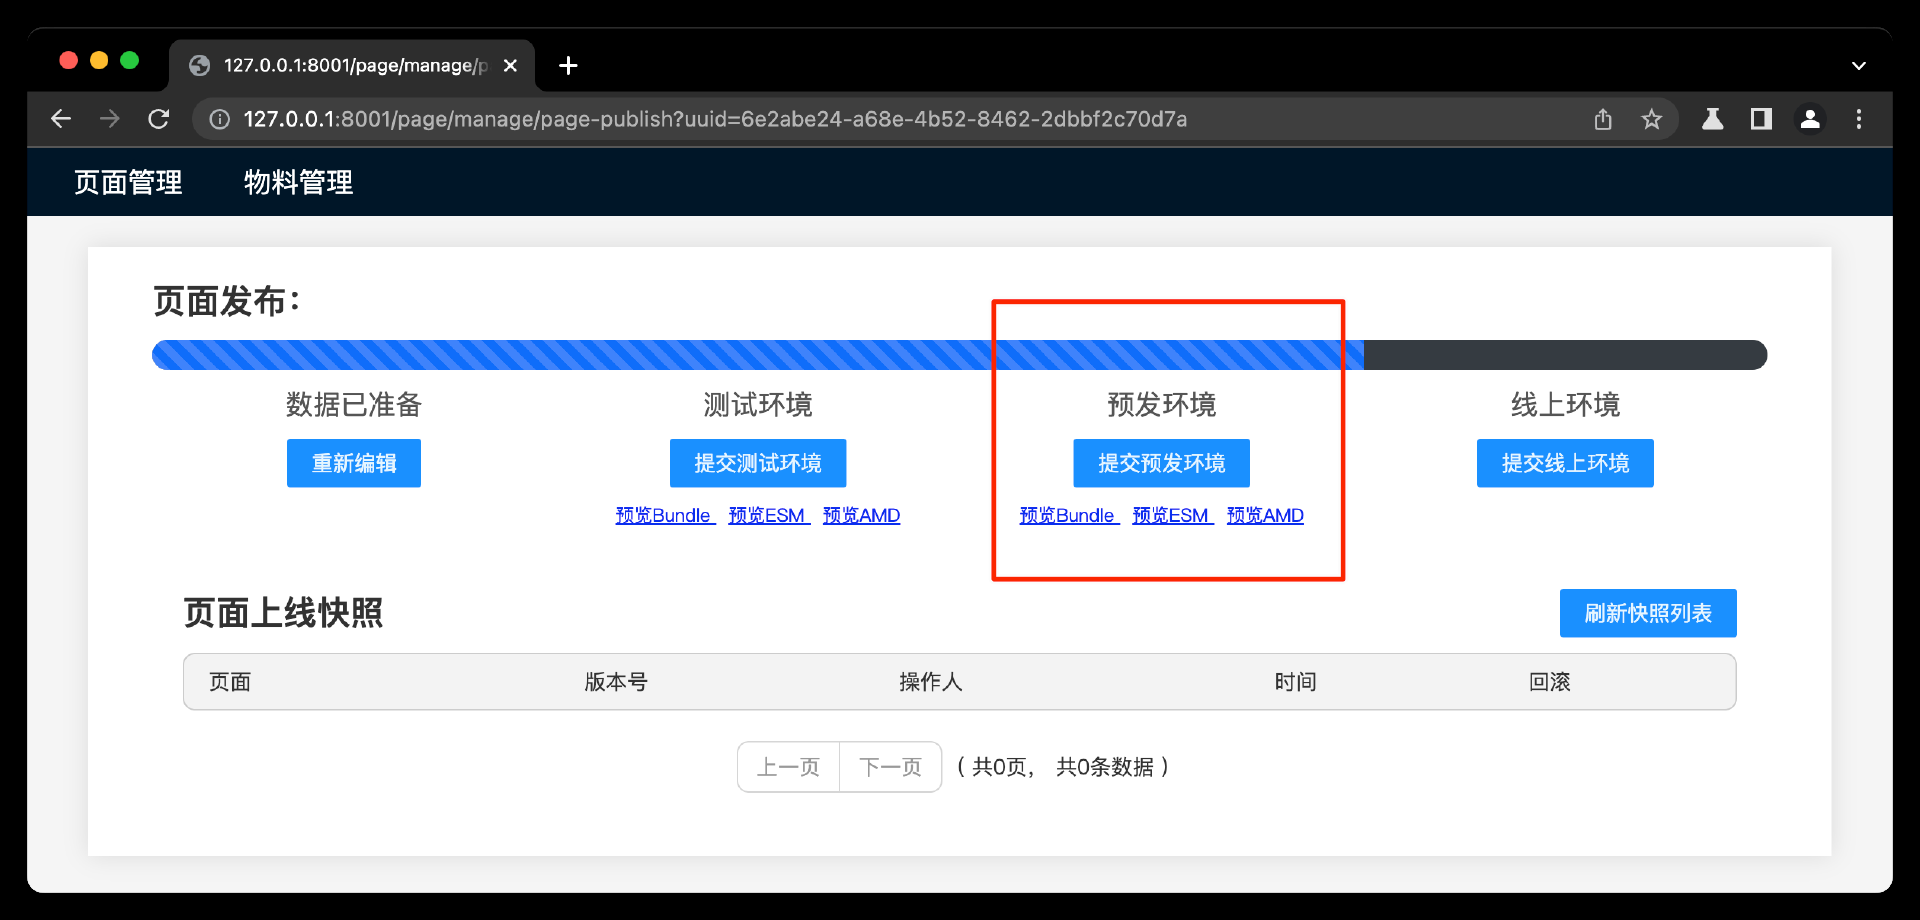 127.0.0.1:8001/page/manage/p
127.0.0.1:8001/page/manage/page-publish?uuid=6e2abe24-a68e-4b52-8462-2dbbf2c70d7a
页面管理 物料管理
页面发布：
数据已准备 测试环境 预发环境 线上环境
重新编辑 提交测试环境 提交预发环境 提交线上环境
预览Bundle 预览ESM 预览AMD 预览Bundle 预览ESM 预览AMD
页面上线快照 刷新快照列表
页面 版本号 操作人 时间 回滚
上一页 下一页 （ 共0页， 共0条数据 ）